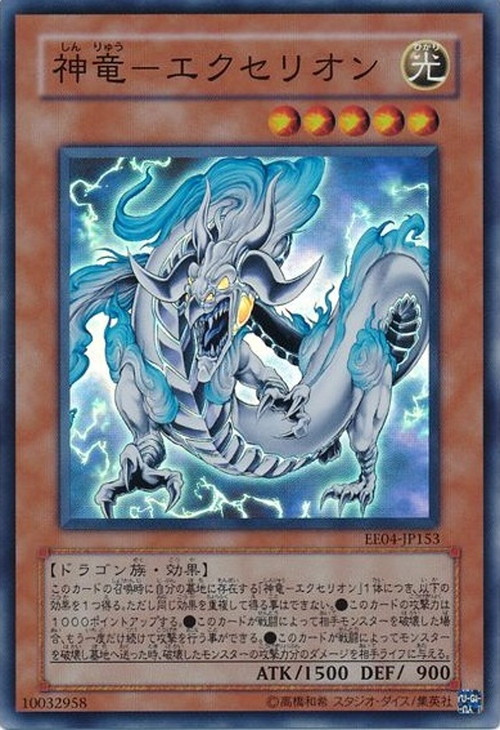 しん りゅう
神竜－エクセリオン
ひかり
光
EE04-JP153
【ドラゴン族・効果】
このカードの召喚時に自分の墓地に存在する「神竜－エクセリオン」1体につき、以下の
効果を1つ得る。ただし同じ効果を重複して得る事はできない。●このカードの攻撃力は
1000ポイントアップする。●このカードが戦闘によって相手モンスターを破壊した場
合、もう一度だけ続けて攻撃を行う事ができる。●このカードが戦闘によってモンスター
を破壊し墓地へ送った時、破壊したモンスターの攻撃力分のダメージを相手ライフに与える。
ATK/1500 DEF/ 900
10032958
©高橋和希 スタジオ・ダイス/集英社